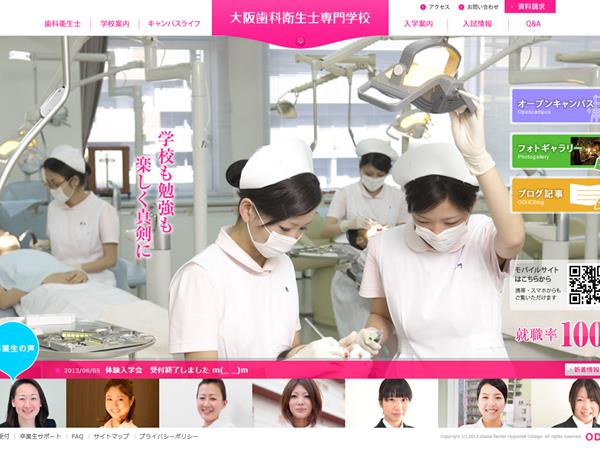 アクセス
お問い合わせ
資料請求
歯科衛生士
学校案内
キャンパスライフ
大阪歯科衛生士専門学校
入学案内
入試情報
Q&A
学校も勉強も
楽しく真剣に
オープンキャンパス
Opencampus
フォトギャラリー
Photogallery
ブログ記事
ODHCBlog
モバイルサイト
はこちらから
携帯・スマホからも
ご覧いただけます
就職率100
卒業生の声
2013/06/05 体験入学会 受付終了しました m(__)m
新着情報
受付
卒業生サポート
FAQ
サイトマップ
プライバシーポリシー
Copyright (c) 2013 Osaka Dental Hygienist College. All rights reserved.